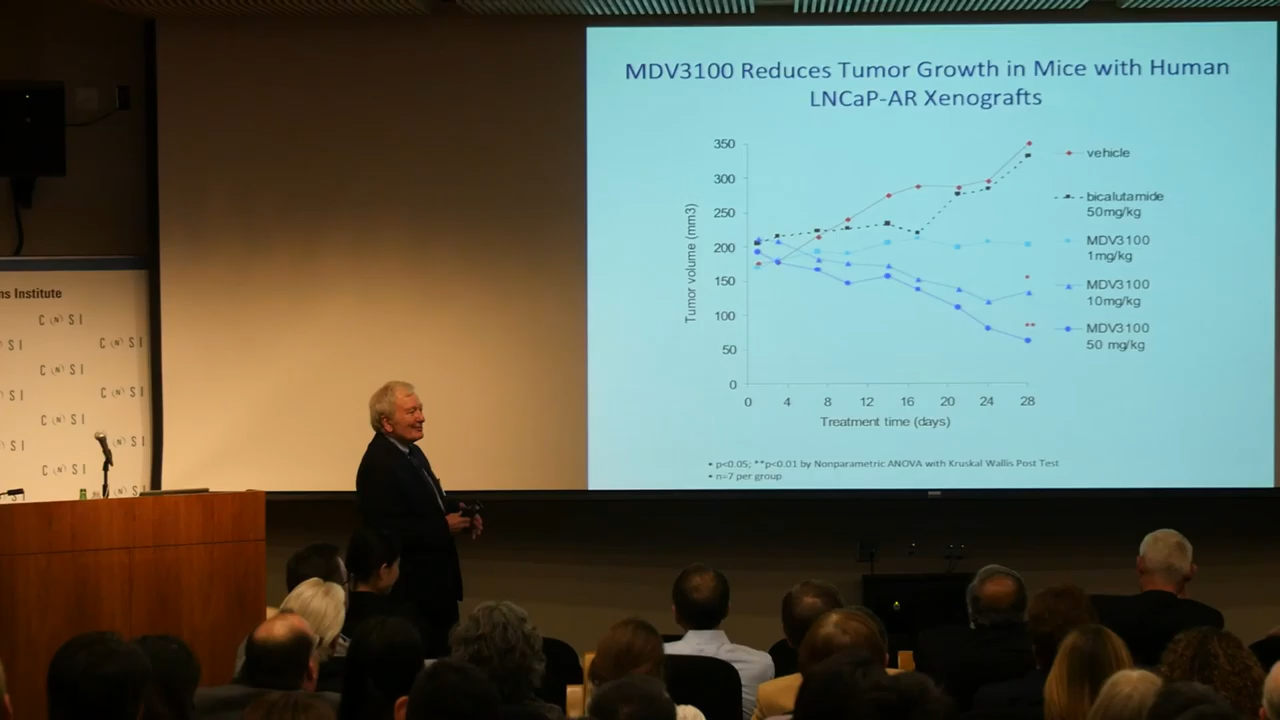 MDV3100 Reduces Tumor Growth in Mice with Human
LNCaP-AR Xenografts
350
300
250
200
150
100
50
0
Tumor volume (mm3)
0 4 8 12 16 20 24 28
Treatment time (days)
vehicle
bicalutamide
50mg/kg
MDV3100
1mg/kg
MDV3100
10mg/kg
MDV3100
50 mg/kg
*
**
* p<0.05; **p<0.01 by Nonparametric ANOVA with Kruskal Wallis Post Test
• n=7 per group
ns Institute
C (N) S I
S I C (N) S I
C (N) S I
S I C (N) S I
C (N) S I
S I (N) S I
C (N) S I
(N) S I